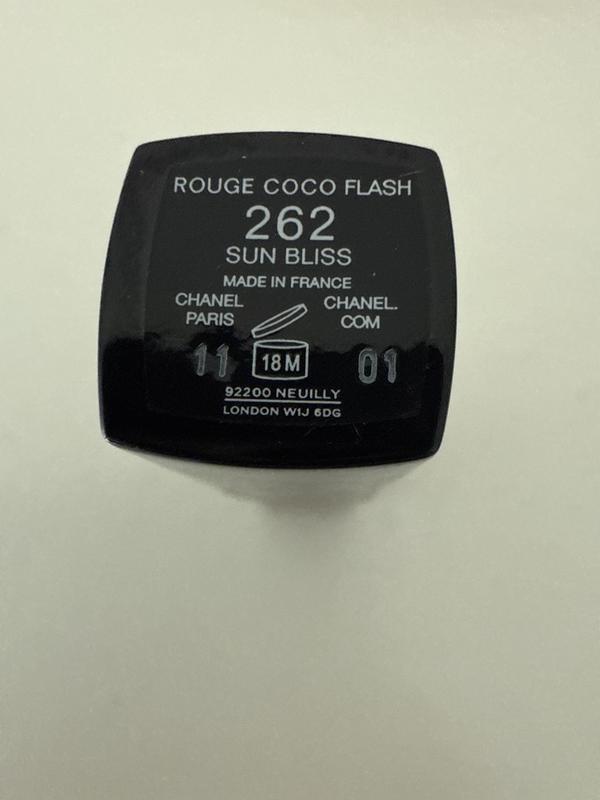 ROUGE COCO FLASH
262
SUN BLISS
MADE IN FRANCE
CHANEL PARIS
CHANEL.COM
11 18M 01
92200 NEUILLY
LONDON W1J 6DG